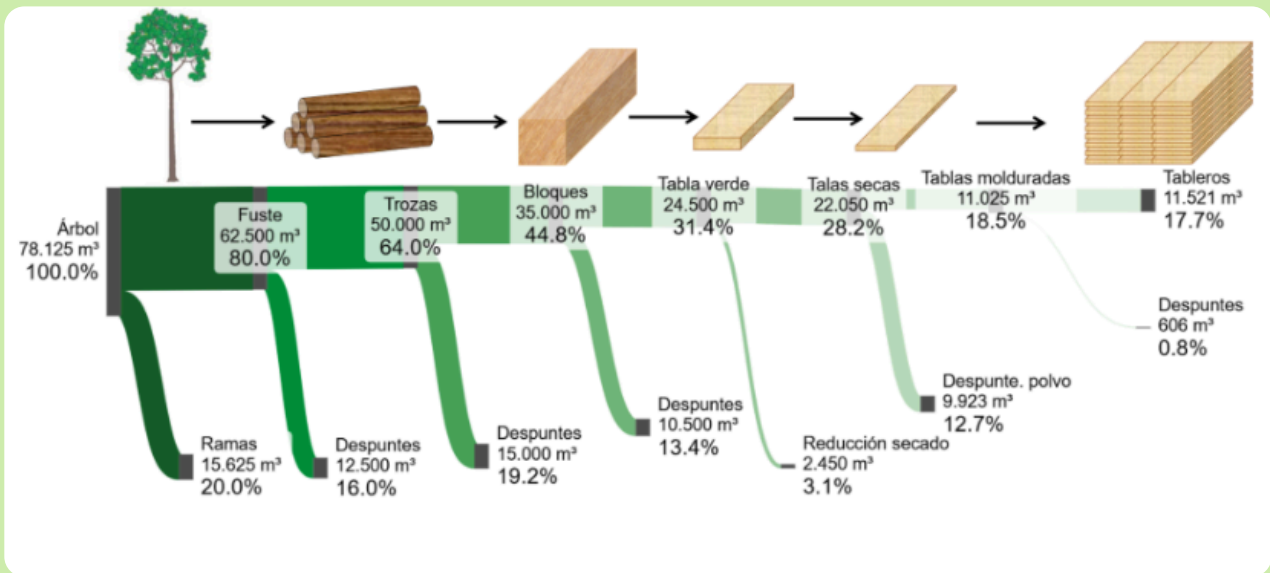 Árbol
78.125 m³
100.0%
Fuste
62.500 m³
80.0%
Trozas
50.000 m³
64.0%
Bloques
35.000 m³
44.8%
Tabla verde
24.500 m³
31.4%
Talas secas
22.050 m³
28.2%
Tablas molduradas
11.025 m³
18.5%
Tableros
11.521 m³
17.7%
Ramas
15.625 m³
20.0%
Despuntes
12.500 m³
16.0%
Despuntes
15.000 m³
19.2%
Despuntes
10.500 m³
13.4%
Reducción secado
2.450 m³
3.1%
Despunte. polvo
9.923 m³
12.7%
Despuntes
606 m³
0.8%